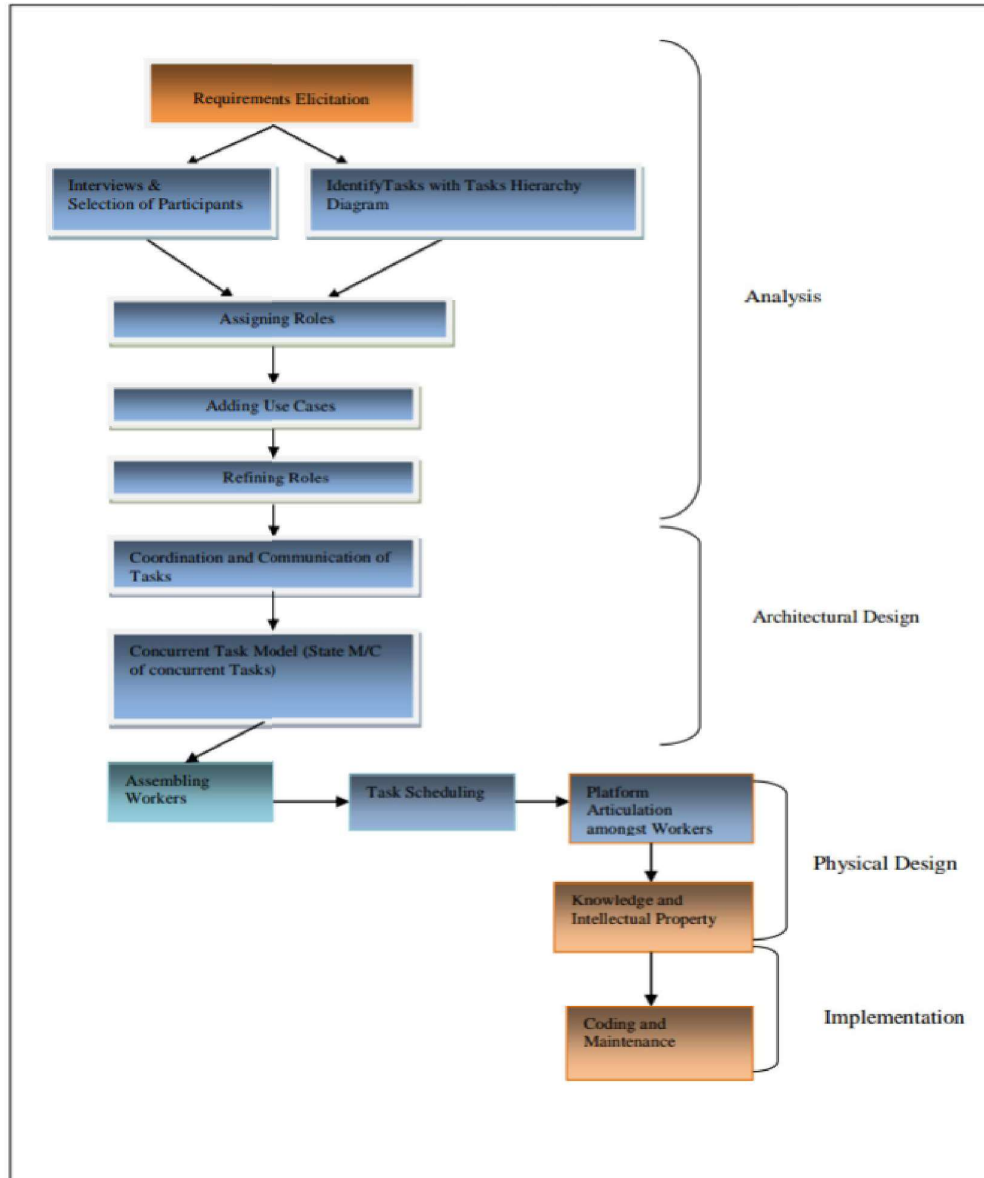 Requirements Elicitation
Interviews &
Selection of Participants
IdentifyTasks with Tasks Hierarchy
Diagram
Assigning Roles
Analysis
Adding Use Cases
Refining Roles
Coordination and Communication of
Tasks
Architectural Design
Concurrent Task Model (State M/C
of concurrent Tasks)
Assembling
Workers
Task Scheduling
Platform
Articulation
amongst Workers
Physical Design
Knowledge and
Intellectual Property
Implementation
Coding and
Maintenance